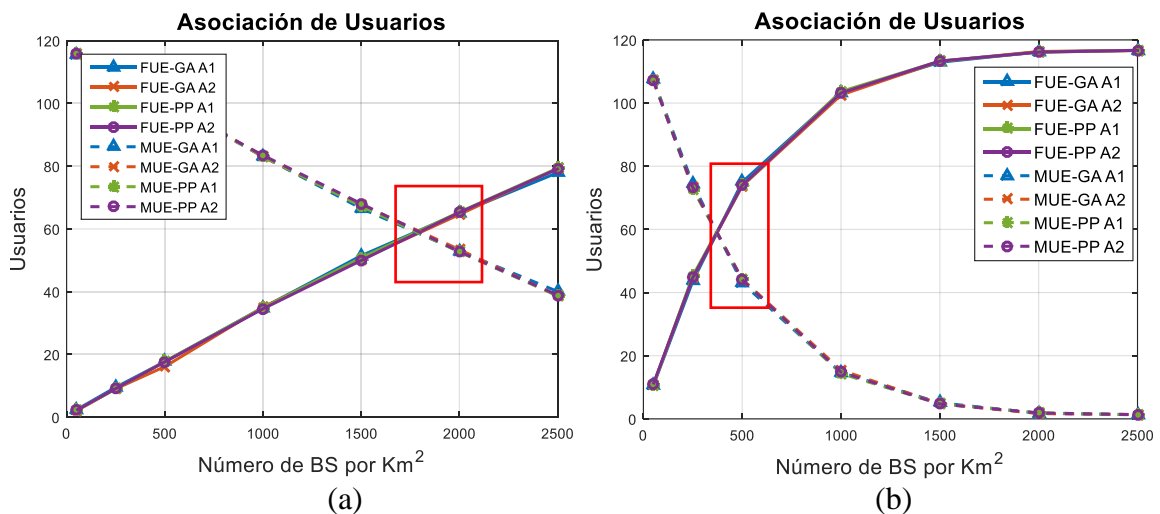 Asociación de Usuarios
120
100
80
60
40
20
0
Usuarios
FUE-GA A1
FUE-GA A2
FUE-PP A1
FUE-PP A2
MUE-GA A1
MUE-GA A2
MUE-PP A1
MUE-PP A2
0 500 1000 1500 2000 2500
Número de BS por Km²
(a)
Asociación de Usuarios
120
100
80
60
40
20
0
Usuarios
FUE-GA A1
FUE-GA A2
FUE-PP A1
FUE-PP A2
MUE-GA A1
MUE-GA A2
MUE-PP A1
MUE-PP A2
0 500 1000 1500 2000 2500
Número de BS por Km²
(b)